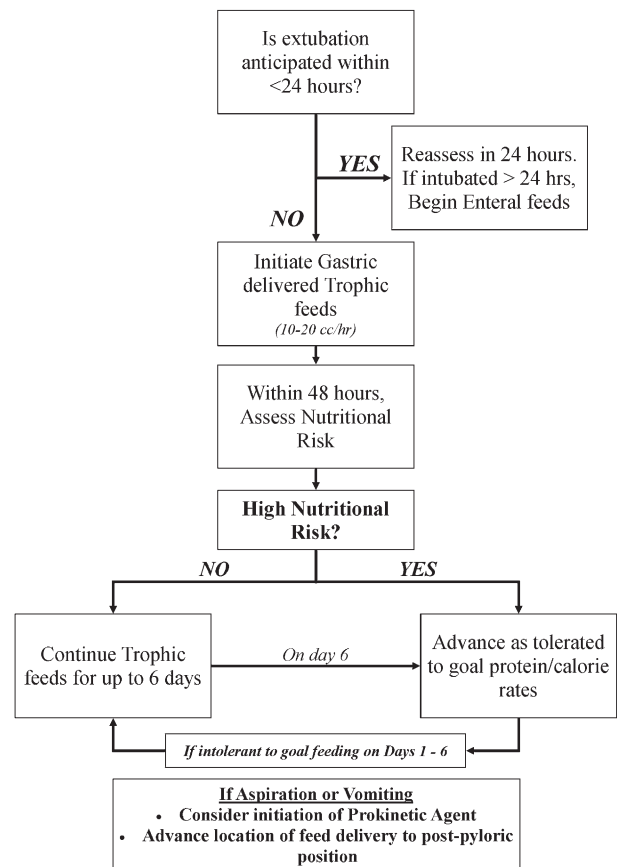 Is extubation
anticipated within
<24 hours?
YES
Reassess in 24 hours.
If intubated > 24 hrs,
Begin Enteral feeds
NO
Initiate Gastric
delivered Trophic
feeds
(10-20 cc/hr)
Within 48 hours,
Assess Nutritional
Risk
High Nutritional
Risk?
NO
YES
Continue Trophic
feeds for up to 6 days
On day 6
Advance as tolerated
to goal protein/calorie
rates
If intolerant to goal feeding on Days 1 - 6
If Aspiration or Vomiting
• Consider initiation of Prokinetic Agent
• Advance location of feed delivery to post-pyloric
position